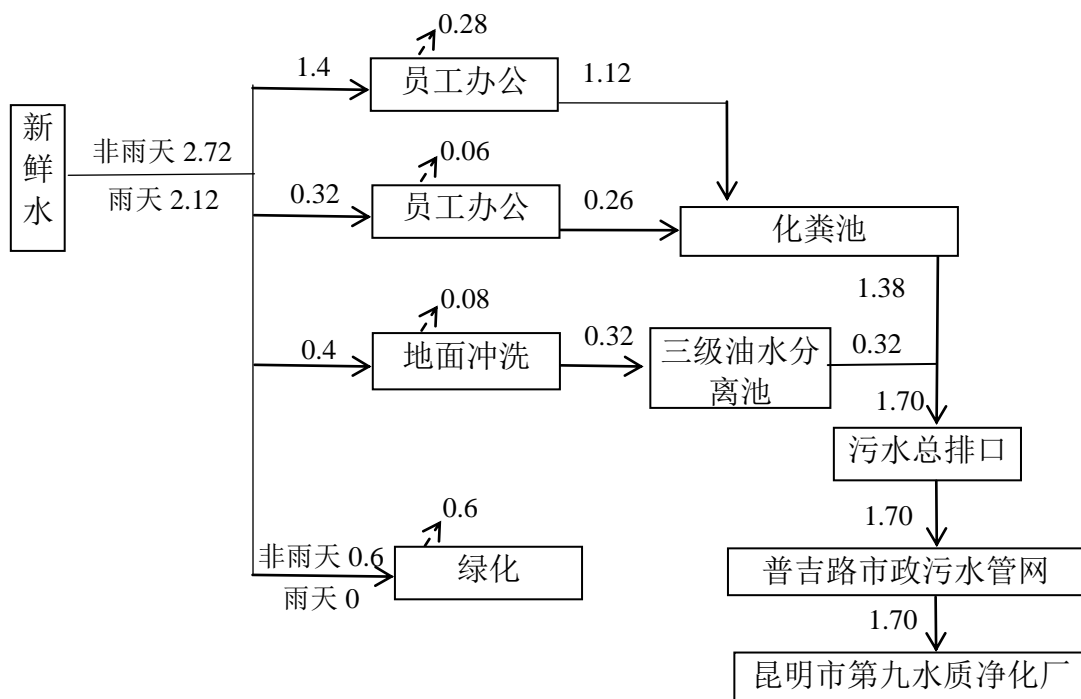 0.28
1.4
员工办公
1.12
新鲜水
非雨天 2.72
雨天 2.12
0.06
0.32
员工办公
0.26
化粪池
1.38
0.08
0.4
地面冲洗
0.32
三级油水分
离池
0.32
1.70
污水总排口
1.70
0.6
非雨天 0.6
雨天 0
绿化
普吉路市政污水管网
1.70
昆明市第九水质净化厂